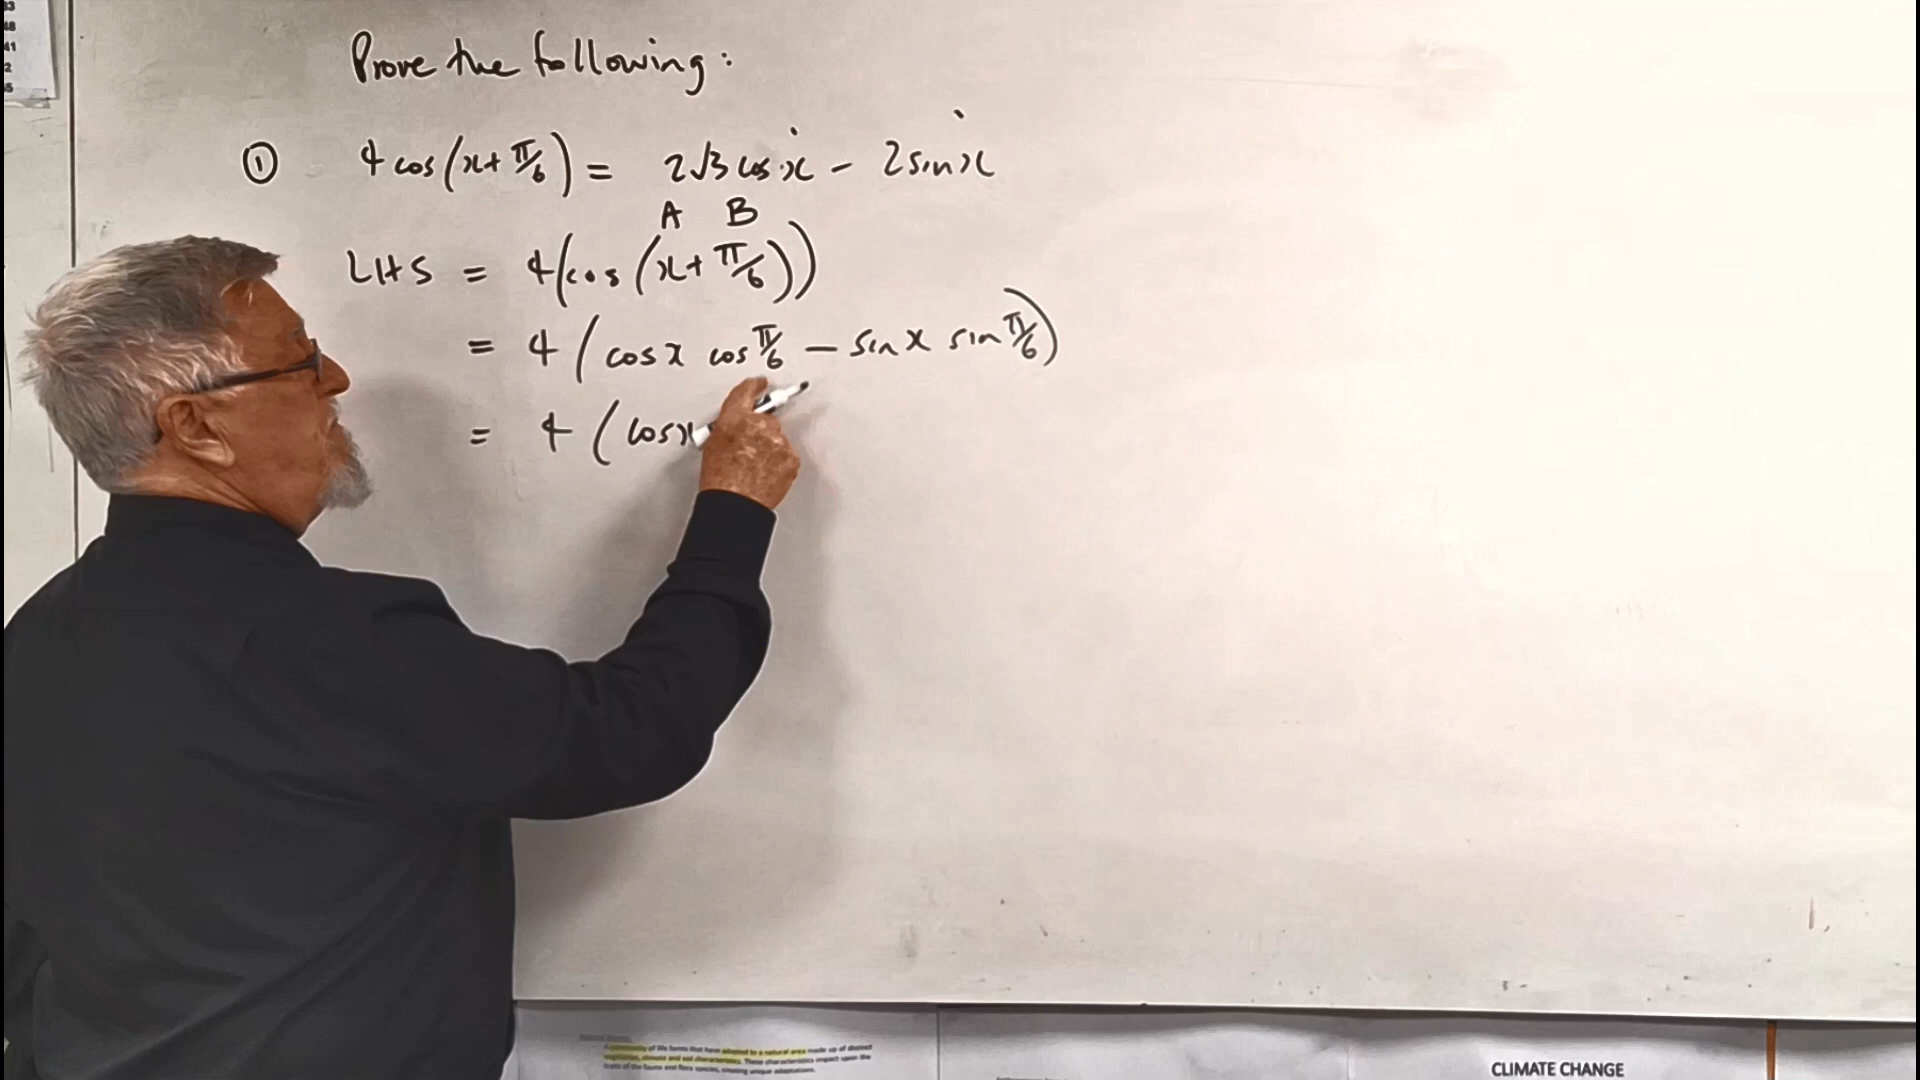 Prove the following:
① 4 cos(x+π/6) = 2√3 cos x - 2 sin x
A B
LHS = 4(cos(x+π/6))
= 4(cos x cos π/6 - sin x sin π/6)
= 4(cos x
CLIMATE CHANGE